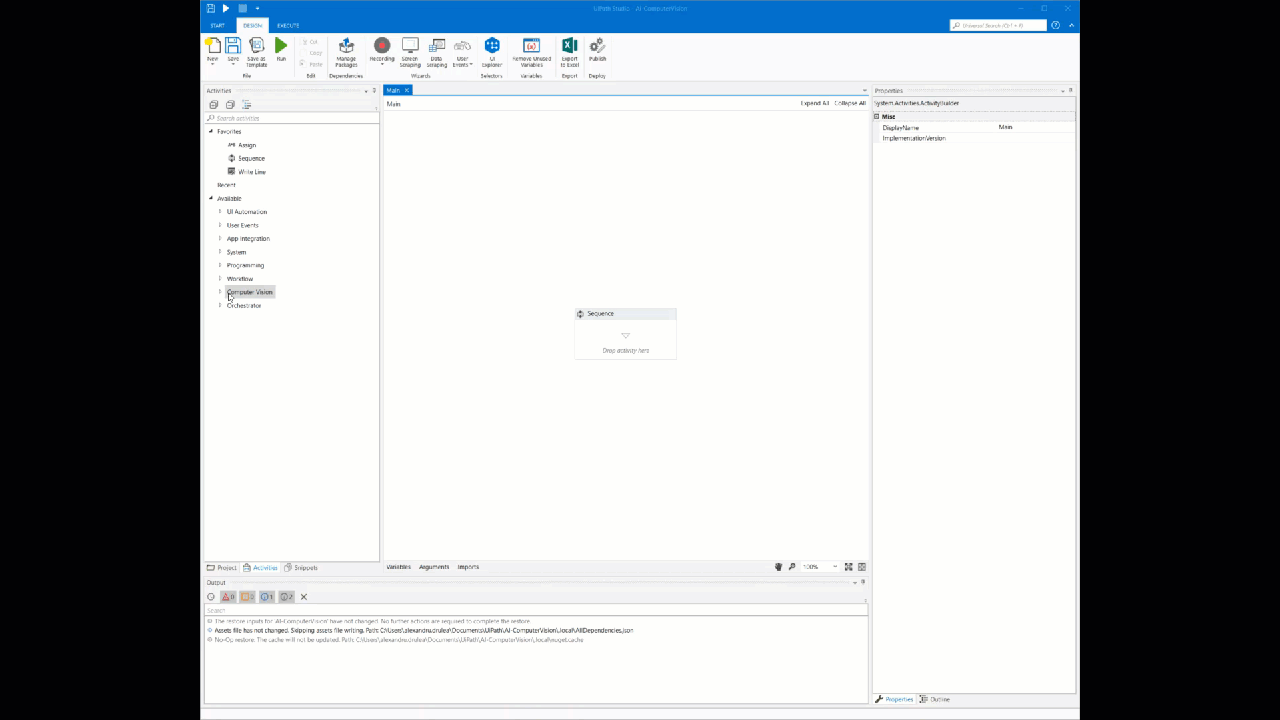 UiPath Studio - AI-ComputerVision
START DESIGN EXECUTE
Universal Search (Ctrl + F)
New Save Save as Template Run Cut Copy Paste Manage Packages Recording Screen Scraping Data Scraping User Events UI Explorer Remove Unused Variables Export to Excel Publish
File Edit Dependencies Wizards Selectors Variables Export Deploy
Activities
Search activities
Favorites
Assign
Sequence
Write Line
Recent
Available
UI Automation
User Events
App Integration
System
Programming
Workflow
Computer Vision
Orchestrator
Project Activities Snippets
Main
Main Expand All Collapse All
Sequence
Drop activity here
Variables Arguments Imports 100%
Properties
System.Activities.ActivityBuilder
Misc
DisplayName Main
ImplementationVersion
Output
0 1 2
Search
The restore inputs for 'AI-ComputerVision' have not changed. No further actions are required to complete the restore.
Assets file has not changed. Skipping assets file writing. Path: C:\Users\alexandru.drulea\Documents\UiPath\AI-ComputerVision\.local\AllDependencies.json
No-Op restore. The cache will not be updated. Path: C:\Users\alexandru.drulea\Documents\UiPath\AI-ComputerVision\.local\nuget.cache
Properties Outline